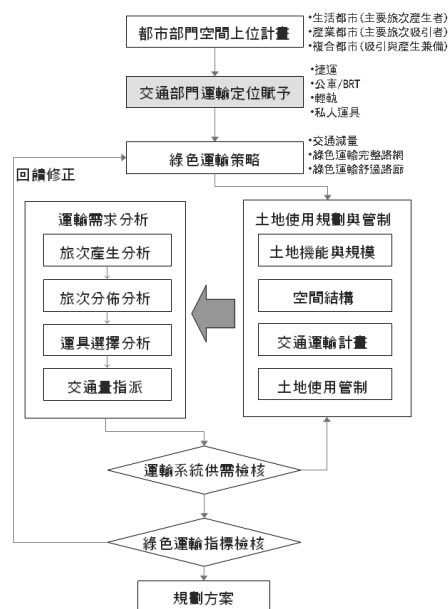 都市部門空間上位計畫
•生活都市(主要旅次產生者)
•產業都市(主要旅次吸引者)
•複合都市(吸引與產生兼備)
交通部門運輸定位賦予
•捷運
•公車/BRT
•輕軌
•私人運具
綠色運輸策略
•交通減量
•綠色運輸完整路網
•綠色運輸舒適路廊
回饋修正
運輸需求分析
旅次產生分析
旅次分佈分析
運具選擇分析
交通量指派
土地使用規劃與管制
土地機能與規模
空間結構
交通運輸計畫
土地使用管制
運輸系統供需檢核
綠色運輸指標檢核
規劃方案